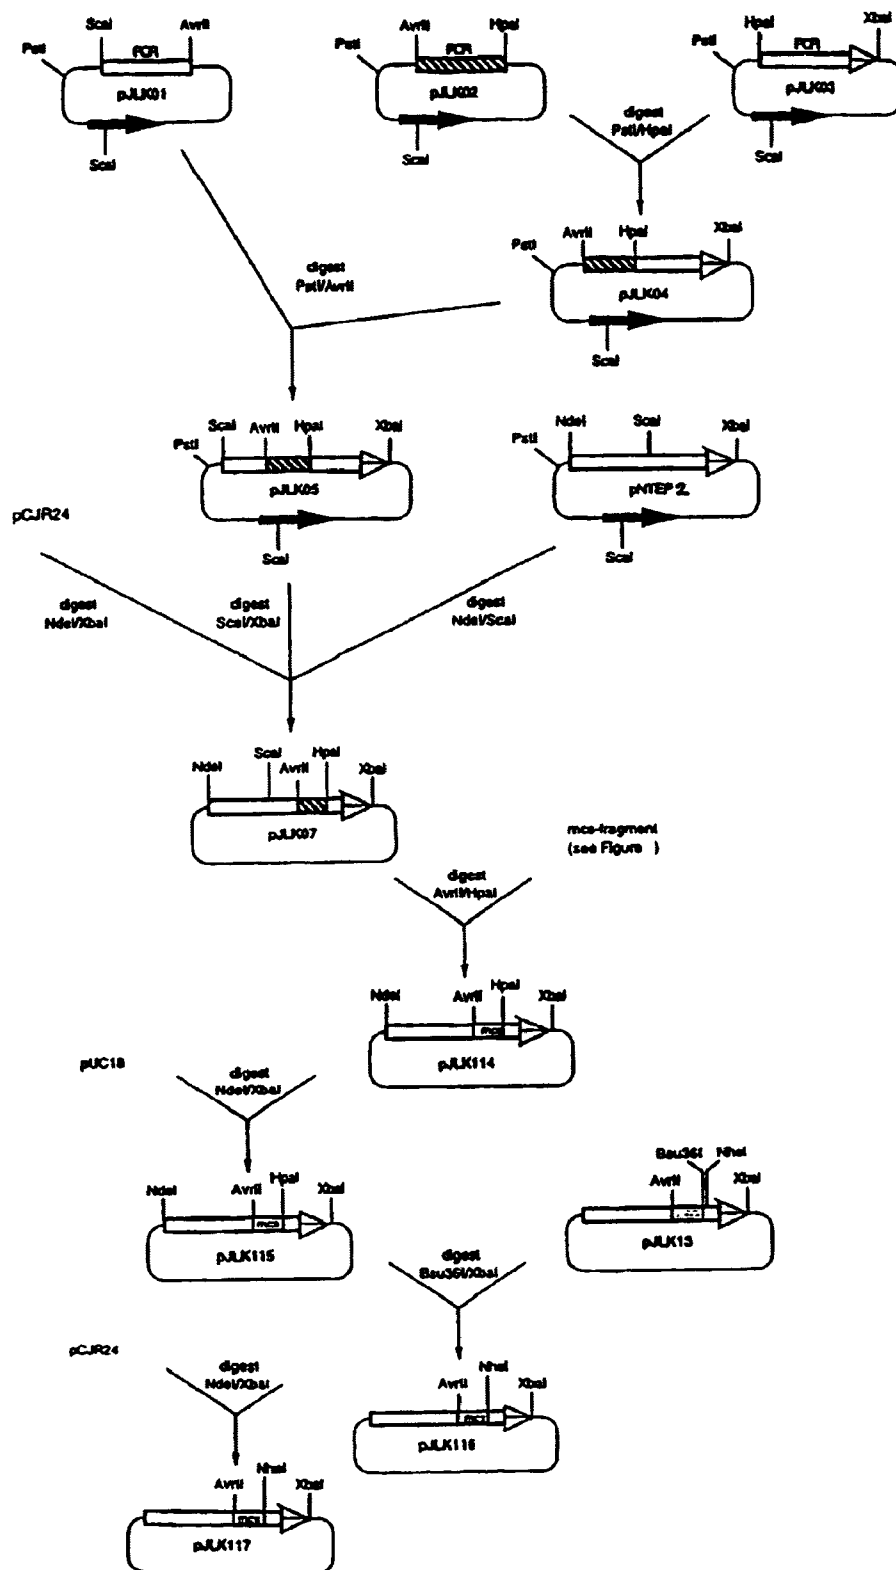 ScaI
AvrII
PstI
PCR
pJLK01
ScaI
AvrII
HpaI
PstI
PCR
pJLK02
ScaI
HpaI
XbaI
PstI
PCR
pJLK03
ScaI
digest
PstI/HpaI
AvrII
HpaI
XbaI
PstI
pJLK04
ScaI
digest
PstI/AvrII
ScaI
AvrII
HpaI
XbaI
PstI
pJLK05
ScaI
NdeI
ScaI
XbaI
PstI
pNTEP2
ScaI
pCJR24
digest
NdeI/XbaI
digest
ScaI/XbaI
digest
NdeI/ScaI
NdeI
ScaI
AvrII
HpaI
XbaI
pJLK07
mcs-fragment
(see Figure )
digest
AvrII/HpaI
NdeI
AvrII
HpaI
XbaI
mcs
pJLK114
pUC18
digest
NdeI/XbaI
NdeI
AvrII
HpaI
XbaI
mcs
pJLK115
Bsu36I
NheI
AvrII
XbaI
pJLK13
digest
Bsu36I/XbaI
pCJR24
digest
NdeI/XbaI
AvrII
NheI
XbaI
mcs
pJLK116
AvrII
NheI
XbaI
mcs
pJLK117